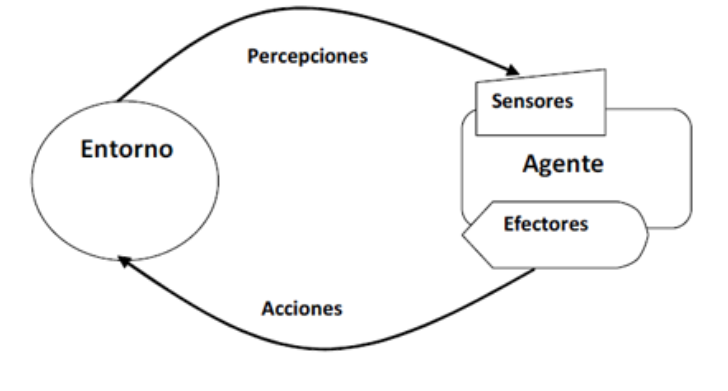 Percepciones
Sensores
Entorno
Agente
Efectores
Acciones